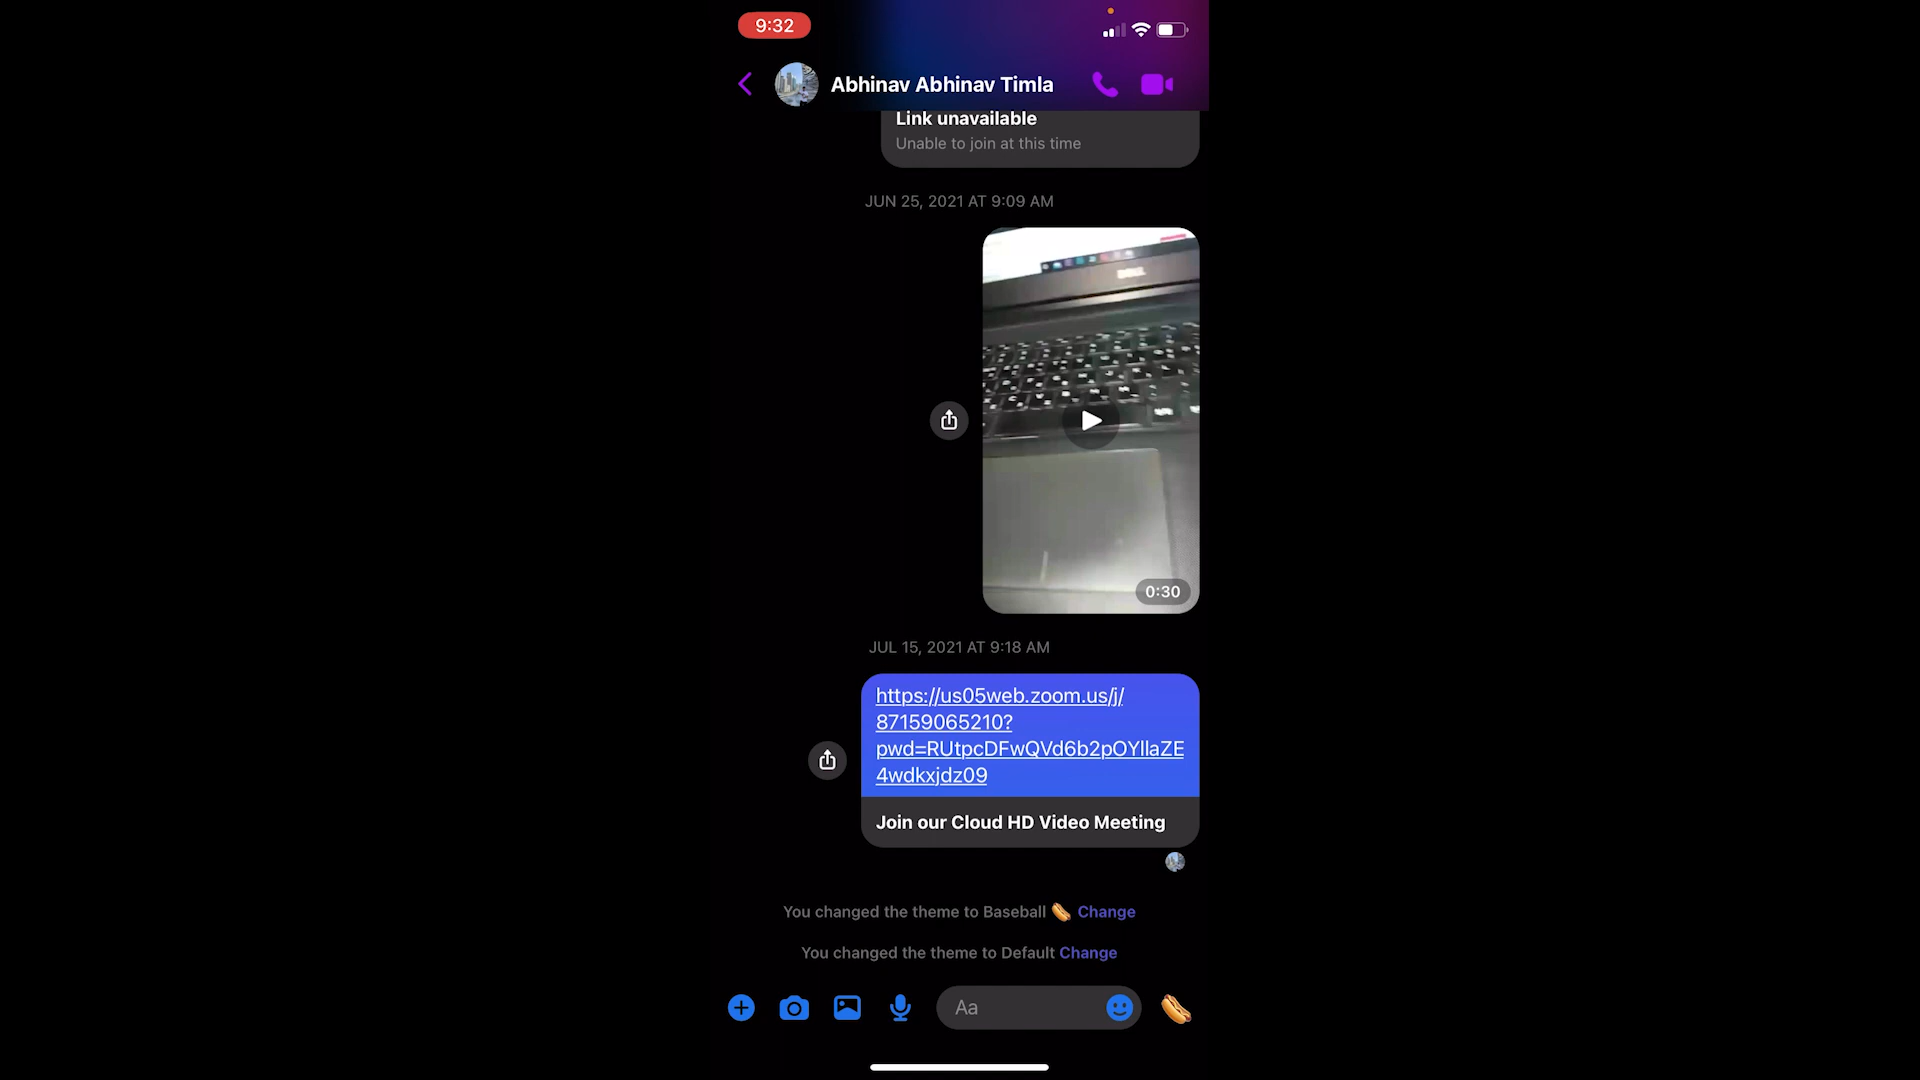 9:32
Abhinav Abhinav Timla
Link unavailable
Unable to join at this time
JUN 25, 2021 AT 9:09 AM
DELL
0:30
JUL 15, 2021 AT 9:18 AM
https://us05web.zoom.us/j/
87159065210?
pwd=RUtpcDFwQVd6b2pOYllaZE
4wdkxjdz09
Join our Cloud HD Video Meeting
You changed the theme to Baseball 🌭 Change
You changed the theme to Default Change
Aa